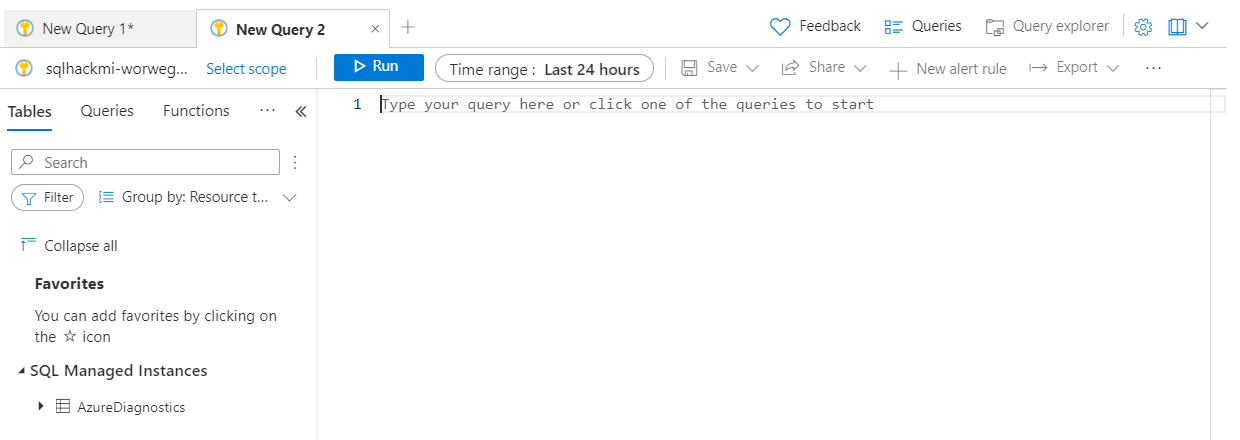 New Query 1*
New Query 2
Feedback
Queries
Query explorer
sqlhackmi-worweg...
Select scope
Run
Time range : Last 24 hours
Save
Share
New alert rule
Export
Tables
Queries
Functions
1
Type your query here or click one of the queries to start
Search
Filter
Group by: Resource t...
Collapse all
Favorites
You can add favorites by clicking on
the ☆ icon
SQL Managed Instances
AzureDiagnostics